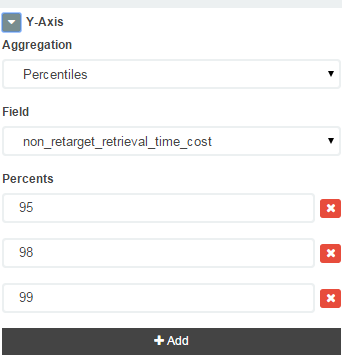 Y-Axis
Aggregation
Percentiles
Field
non_retarget_retrieval_time_cost
Percents
95
98
99
Add